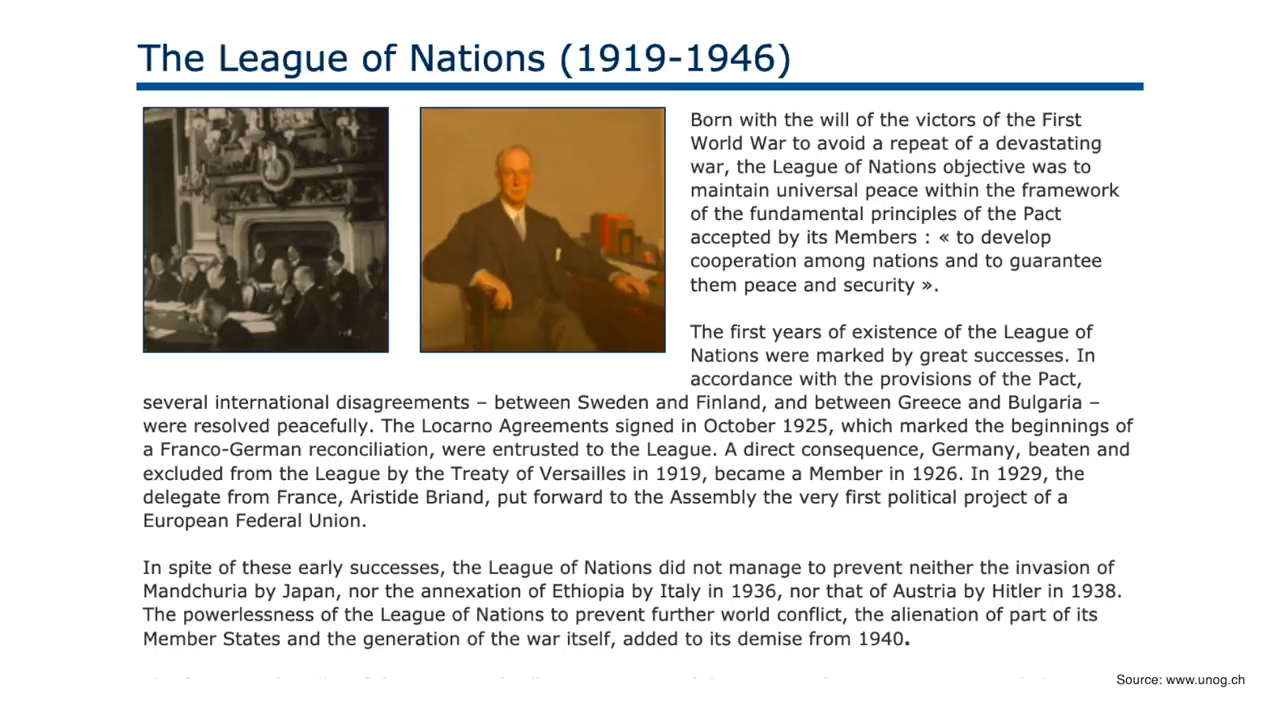 The League of Nations (1919-1946)
Born with the will of the victors of the First
World War to avoid a repeat of a devastating
war, the League of Nations objective was to
maintain universal peace within the framework
of the fundamental principles of the Pact
accepted by its Members : « to develop
cooperation among nations and to guarantee
them peace and security ».
The first years of existence of the League of
Nations were marked by great successes. In
accordance with the provisions of the Pact,
several international disagreements – between Sweden and Finland, and between Greece and Bulgaria –
were resolved peacefully. The Locarno Agreements signed in October 1925, which marked the beginnings of
a Franco-German reconciliation, were entrusted to the League. A direct consequence, Germany, beaten and
excluded from the League by the Treaty of Versailles in 1919, became a Member in 1926. In 1929, the
delegate from France, Aristide Briand, put forward to the Assembly the very first political project of a
European Federal Union.
In spite of these early successes, the League of Nations did not manage to prevent neither the invasion of
Mandchuria by Japan, nor the annexation of Ethiopia by Italy in 1936, nor that of Austria by Hitler in 1938.
The powerlessness of the League of Nations to prevent further world conflict, the alienation of part of its
Member States and the generation of the war itself, added to its demise from 1940.
Source: www.unog.ch